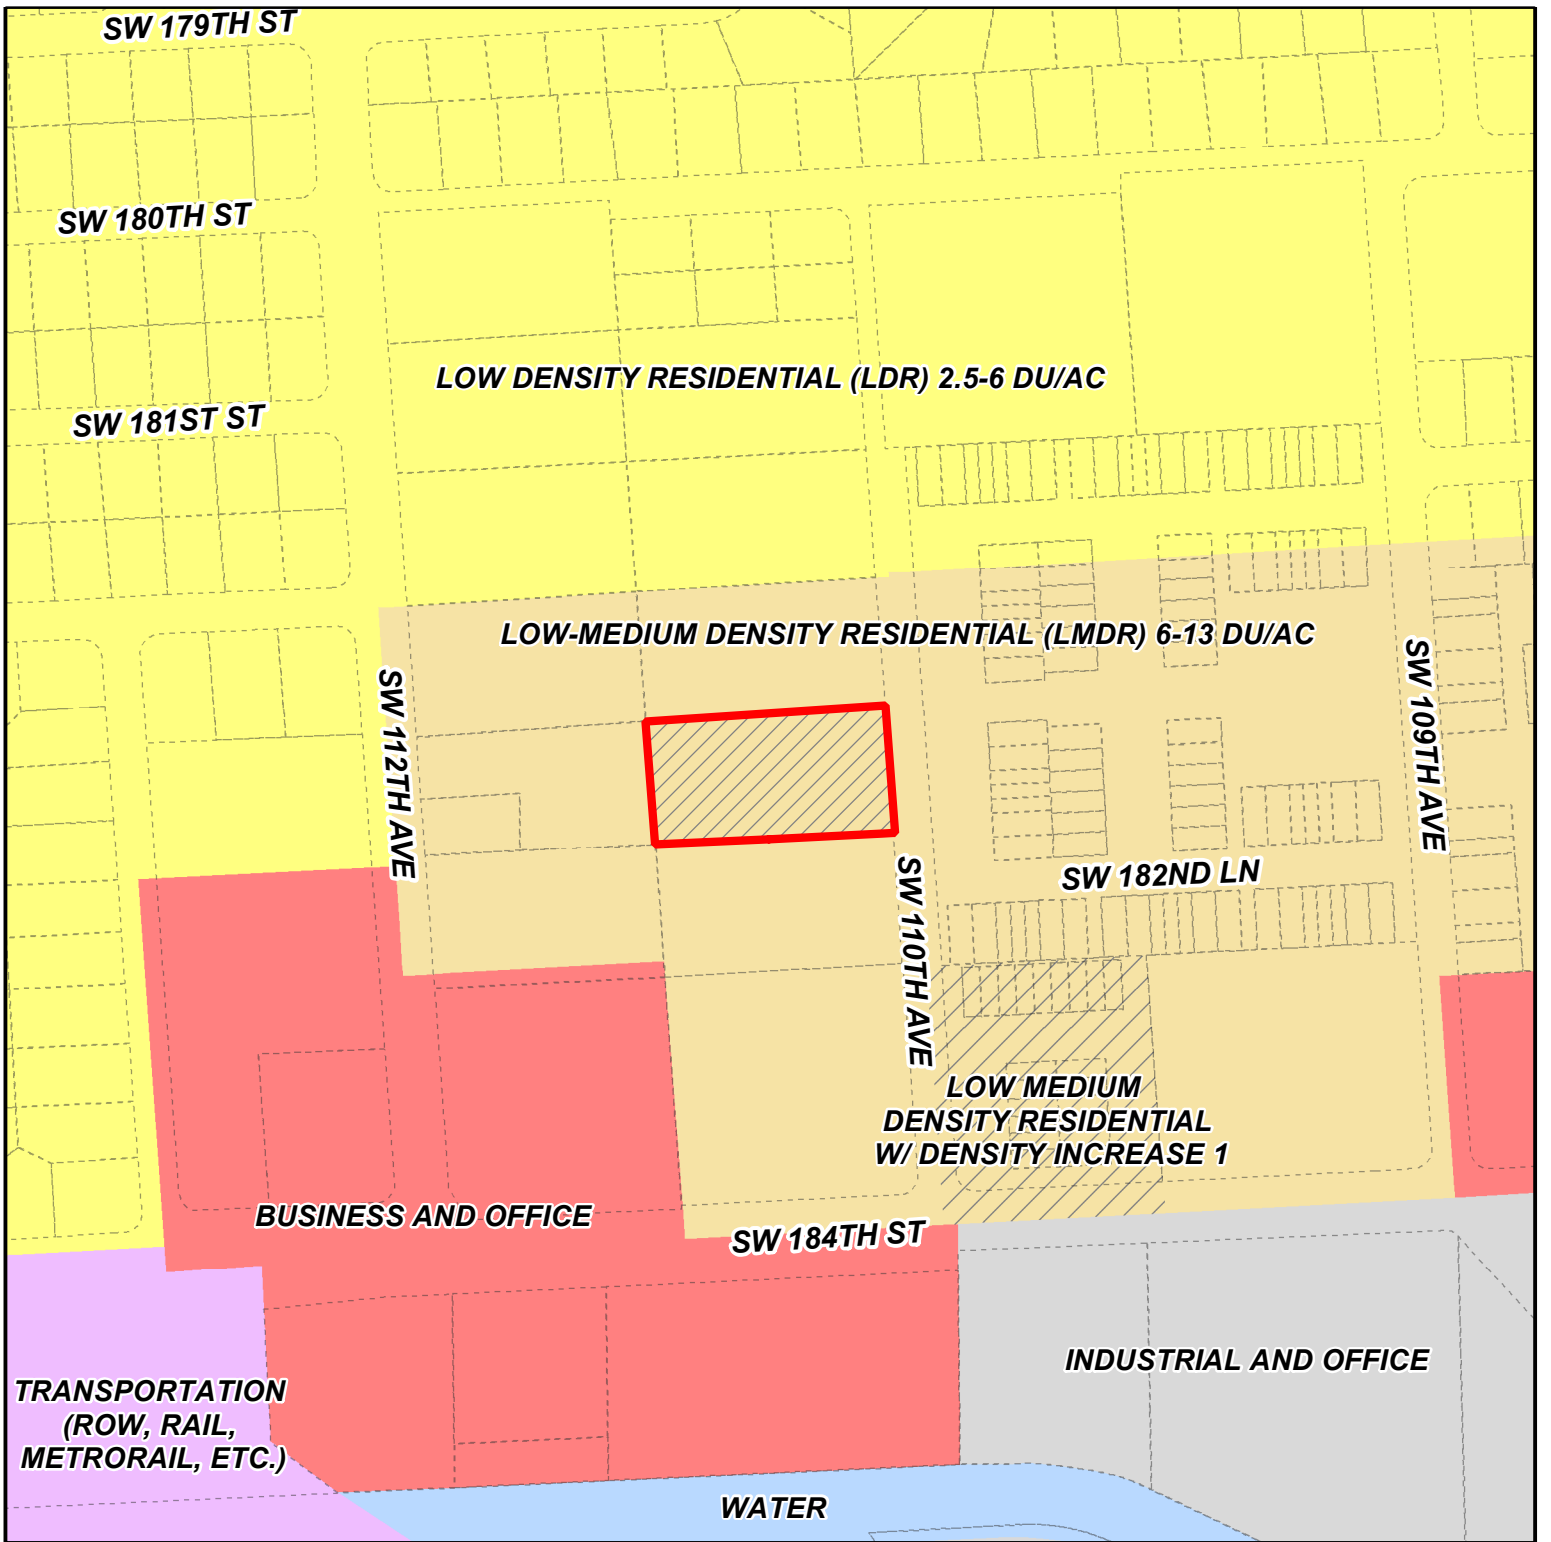 SW 179TH ST
SW 180TH ST
LOW DENSITY RESIDENTIAL (LDR) 2.5-6 DU/AC
SW 181ST ST
LOW-MEDIUM DENSITY RESIDENTIAL (LMDR) 6-13 DU/AC
SW 112TH AVE
SW 109TH AVE
SW 182ND LN
SW 110TH AVE
LOW MEDIUM
DENSITY RESIDENTIAL
W/ DENSITY INCREASE 1
BUSINESS AND OFFICE
SW 184TH ST
INDUSTRIAL AND OFFICE
TRANSPORTATION
(ROW, RAIL,
METRORAIL, ETC.)
WATER